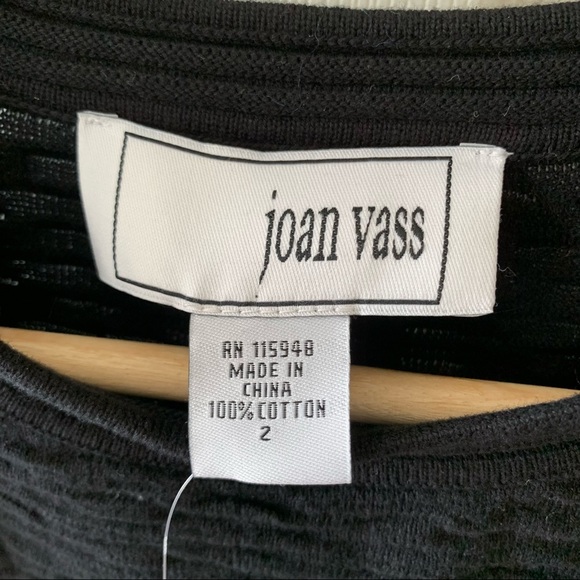 joan vass
RN 115948
MADE IN
CHINA
100%COTTON
2